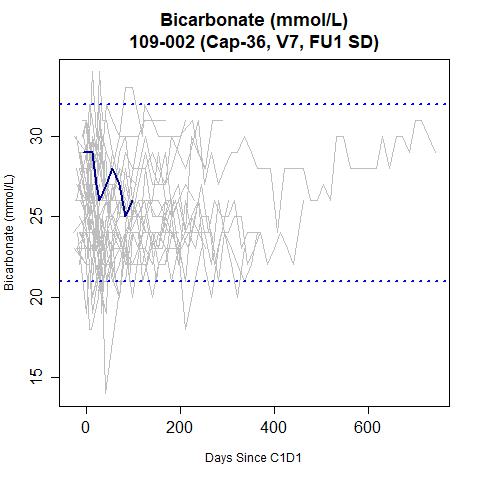 Bicarbonate (mmol/L)
109-002 (Cap-36, V7, FU1 SD)
Bicarbonate (mmol/L)
30
25
20
15
0
200
400
600
Days Since C1D1